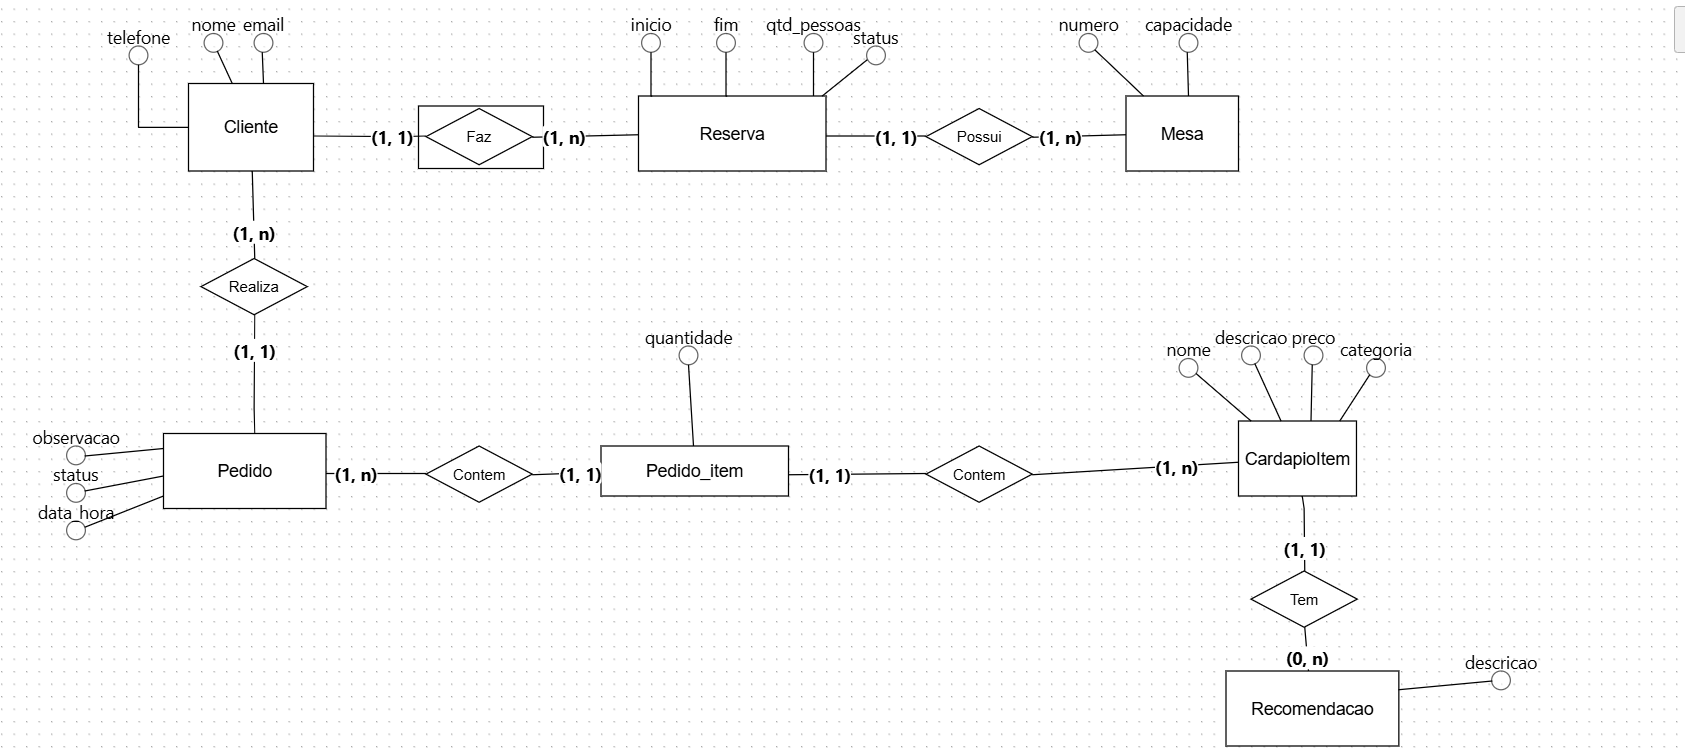 telefone
nome
email
Cliente
(1, 1)
Faz
(1, n)
inicio
fim
qtd_pessoas
status
Reserva
(1, 1)
Possui
(1, n)
numero
capacidade
Mesa
(1, n)
Realiza
(1, 1)
observacao
status
data_hora
Pedido
(1, n)
Contem
(1, 1)
quantidade
Pedido_item
(1, 1)
Contem
(1, n)
nome
descricao
preco
categoria
CardapioItem
(1, 1)
Tem
(0, n)
Recomendacao
descricao